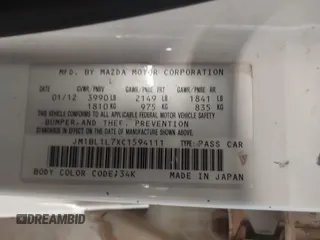 MFD. BY MAZDA MOTOR CORPORATION
DATE GVWR/PNBV GAWR/PNBE FRT GAWR/PNBE RR
01/12 3990LB 2149 LB 1841 LB
1810KG 975 KG 835 KG
THIS VEHICLE CONFORMS TO ALL APPLICABLE FEDERAL MOTOR VEHICLE SAFETY,
BUMPER,AND THEFT PREVENTION
STANDARDS IN EFFECT ON THE DATE OF MANUFACTURE SHOWN ABOVE.
JM1BL1L7XC1594111 TYPE:PASS CAR
BODY COLOR CODE:34K MADE IN JAPAN
DREAMBID